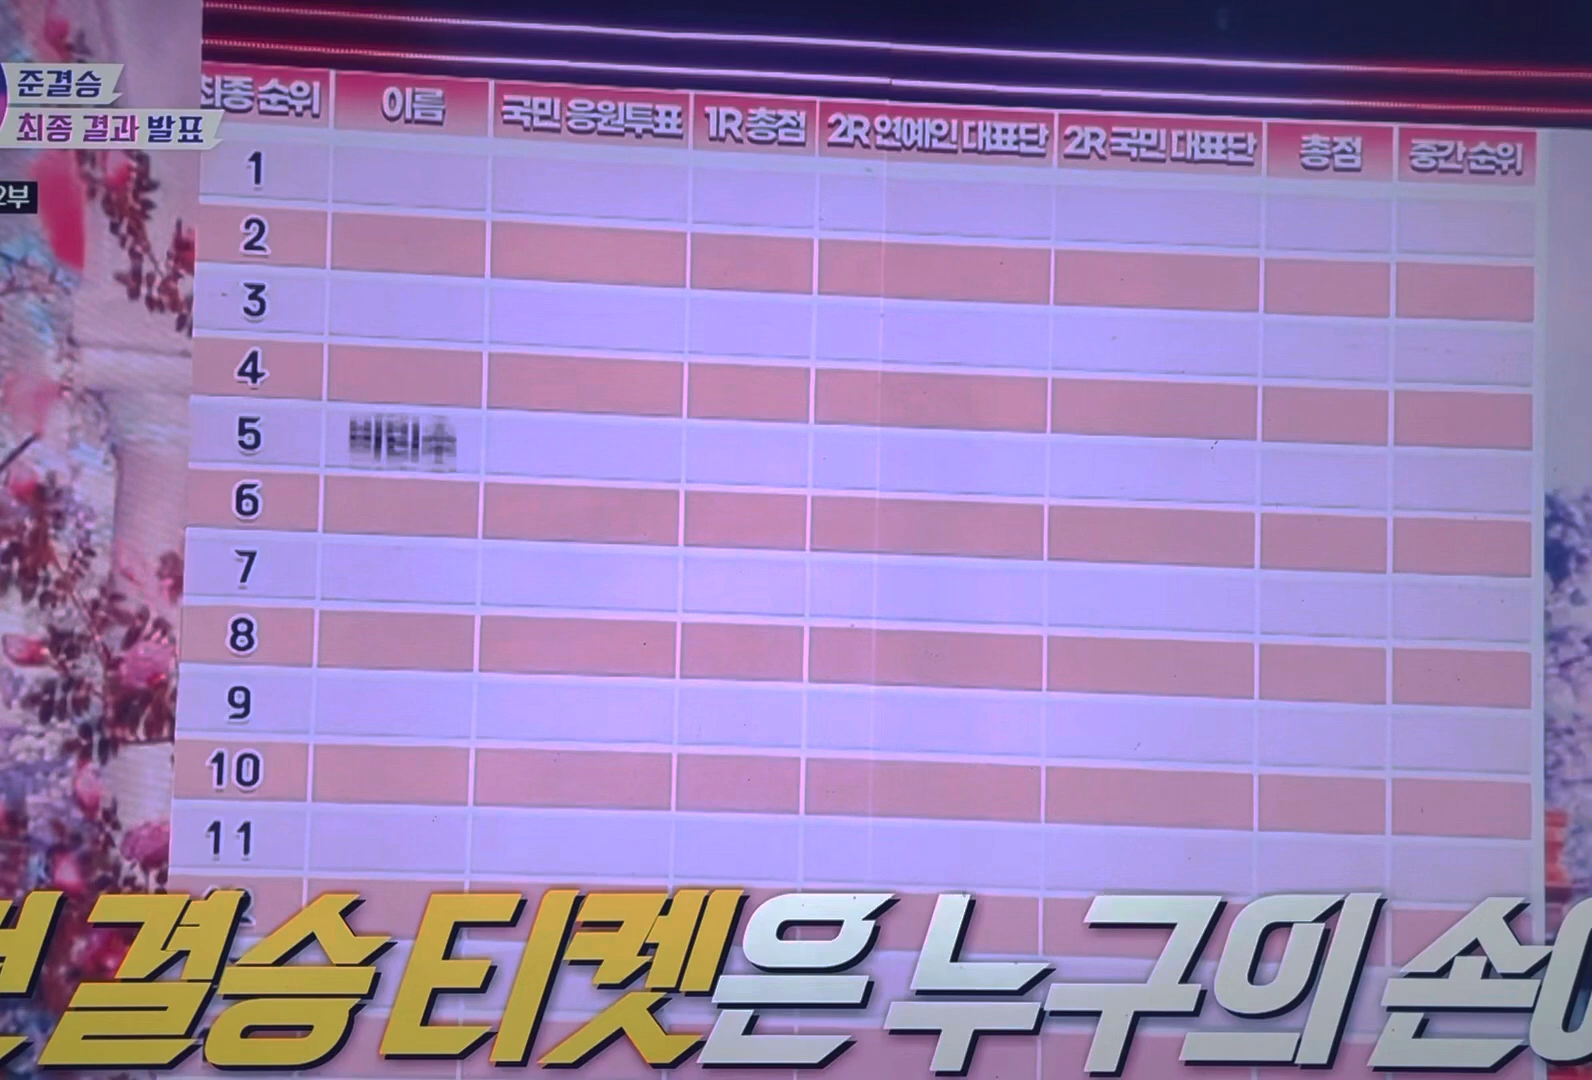 준결승
최종 결과 발표
2부
최종 순위 이름 국민 응원투표 1R 총점 2R 연예인 대표단 2R 국민 대표단 총점 중간 순위
1
2
3
4
5
6
7
8
9
10
11
결승 티켓은 누구의